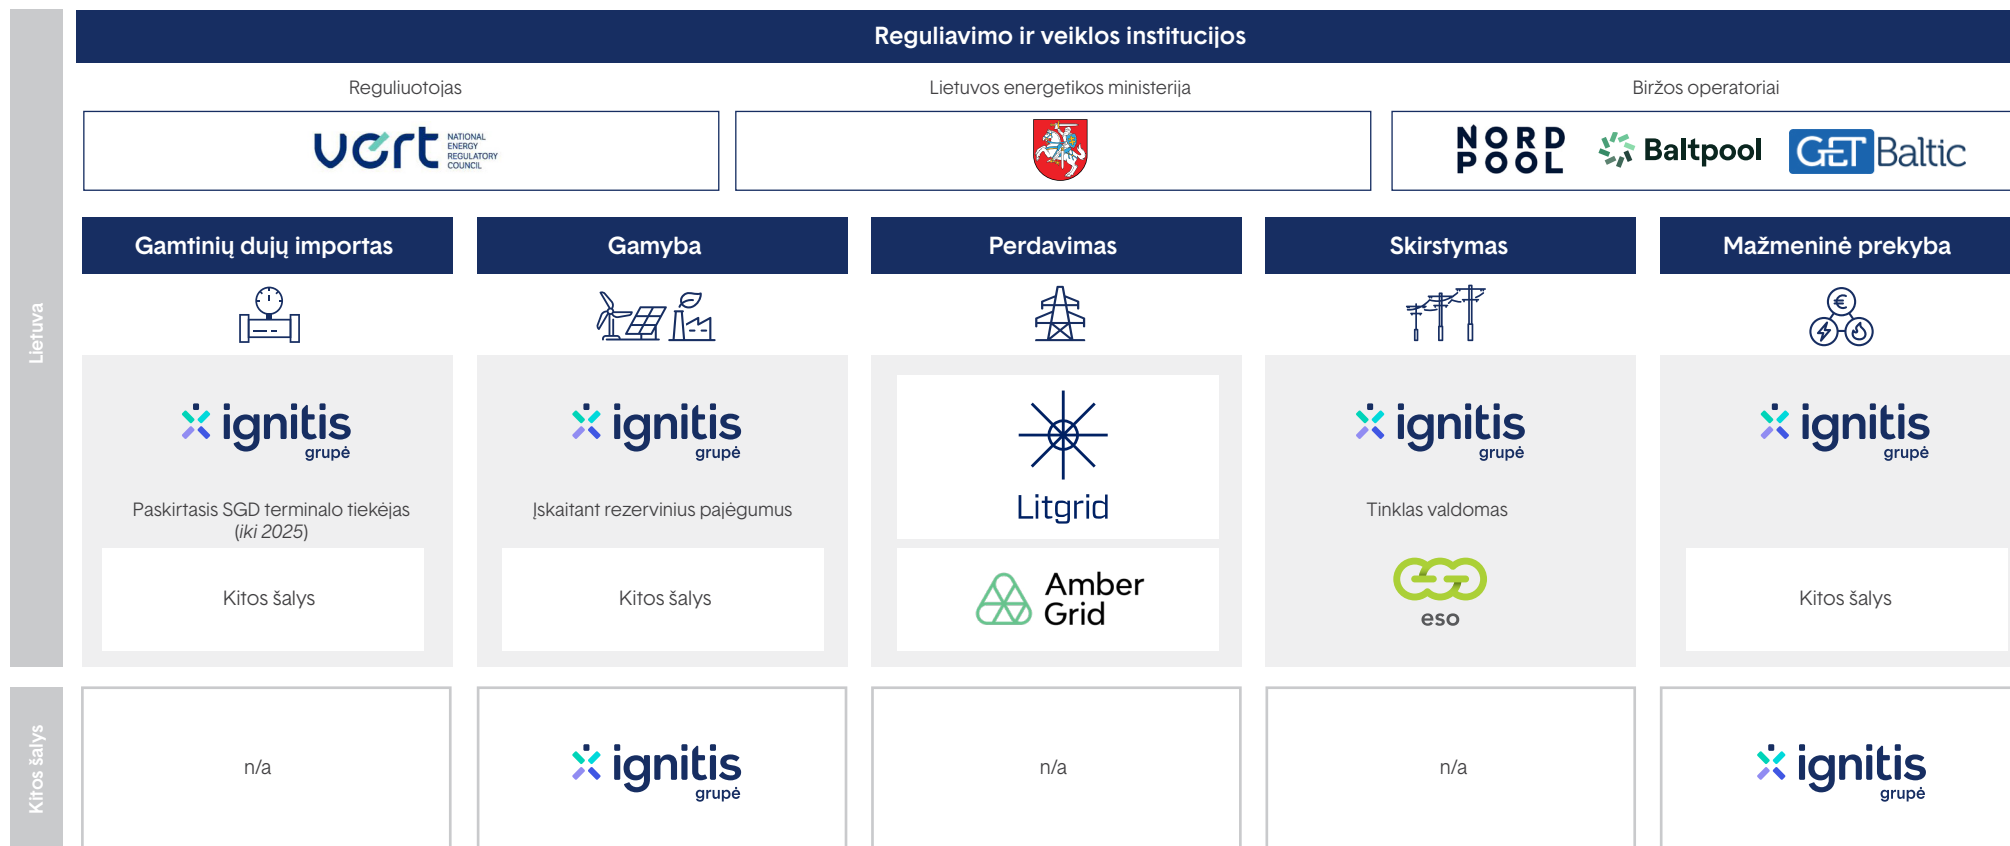 Reguliavimo ir veiklos institucijos
Reguliuotojas
Lietuvos energetikos ministerija
Biržos operatoriai
vert
NATIONAL
ENERGY
REGULATORY
COUNCIL
NORD
POOL
Baltpool
GET Baltic
Lietuva
Gamtinių dujų importas
Gamyba
Perdavimas
Skirstymas
Mažmeninė prekyba
ignitis
grupė
Paskirtasis SGD terminalo tiekėjas
(iki 2025)
Kitos šalys
ignitis
grupė
Įskaitant rezervinius pajėgumus
Kitos šalys
Litgrid
Amber
Grid
ignitis
grupė
Tinklas valdomas
eso
ignitis
grupė
Kitos šalys
Kitos šalys
n/a
ignitis
grupė
n/a
n/a
ignitis
grupė